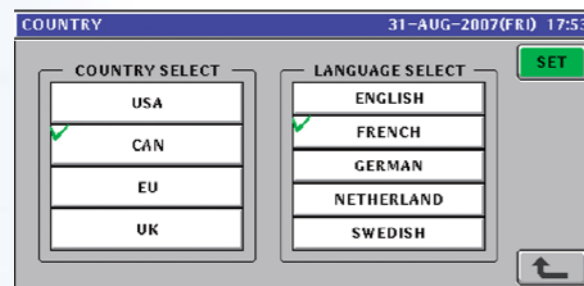 COUNTRY 31-AUG-2007(FRI) 17:53
SET
COUNTRY SELECT
USA
CAN
EU
UK
LANGUAGE SELECT
ENGLISH
FRENCH
GERMAN
NETHERLAND
SWEDISH